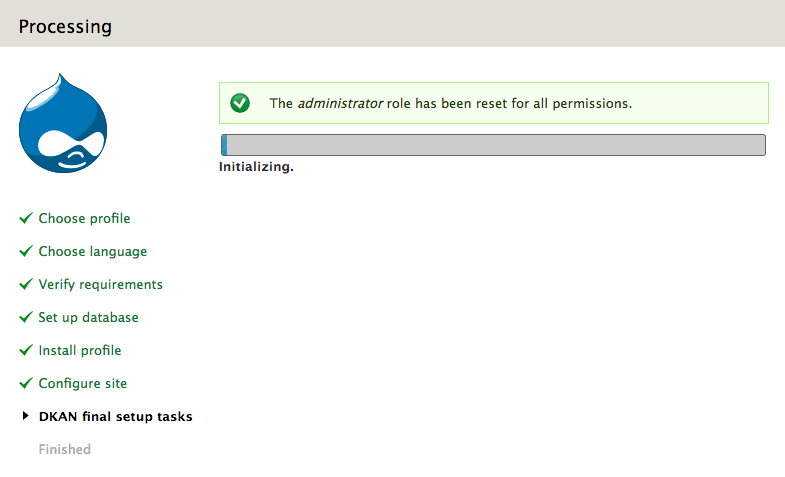 Processing
The administrator role has been reset for all permissions.
Initializing.
Choose profile
Choose language
Verify requirements
Set up database
Install profile
Configure site
DKAN final setup tasks
Finished